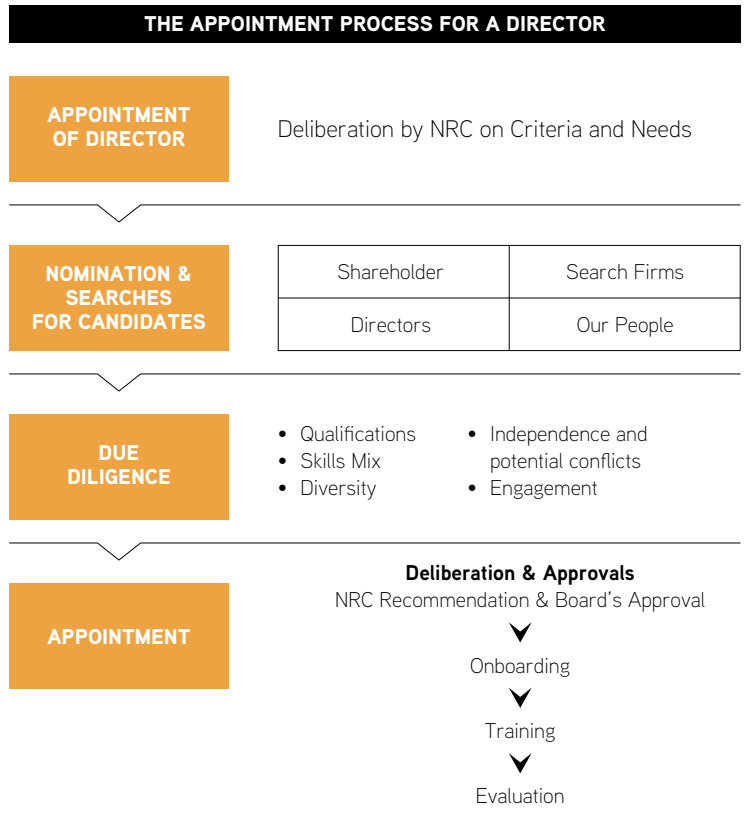 THE APPOINTMENT PROCESS FOR A DIRECTOR
APPOINTMENT
OF DIRECTOR
Deliberation by NRC on Criteria and Needs
NOMINATION &
SEARCHES
FOR CANDIDATES
Shareholder
Search Firms
Directors
Our People
DUE
DILIGENCE
• Qualifications
• Skills Mix
• Diversity
• Independence and
potential conflicts
• Engagement
APPOINTMENT
Deliberation & Approvals
NRC Recommendation & Board's Approval
Onboarding
Training
Evaluation